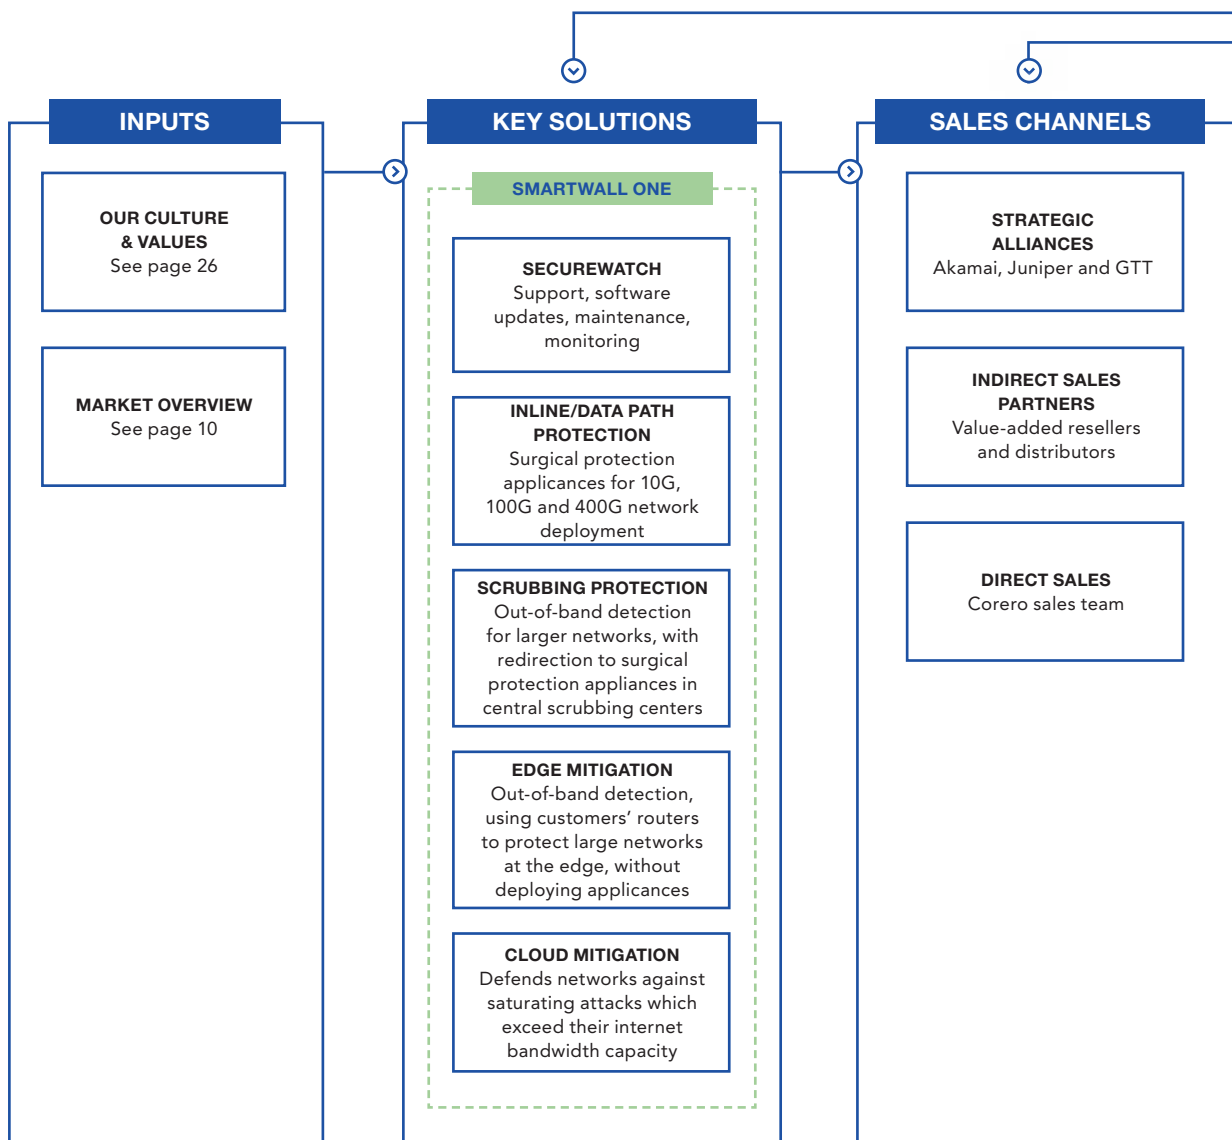 INPUTS
OUR CULTURE
& VALUES
See page 26
MARKET OVERVIEW
See page 10
KEY SOLUTIONS
SMARTWALL ONE
SECUREWATCH
Support, software
updates, maintenance,
monitoring
INLINE/DATA PATH
PROTECTION
Surgical protection
applicances for 10G,
100G and 400G network
deployment
SCRUBBING PROTECTION
Out-of-band detection
for larger networks, with
redirection to surgical
protection appliances in
central scrubbing centers
EDGE MITIGATION
Out-of-band detection,
using customers’ routers
to protect large networks
at the edge, without
deploying applicances
CLOUD MITIGATION
Defends networks against
saturating attacks which
exceed their internet
bandwidth capacity
SALES CHANNELS
STRATEGIC
ALLIANCES
Akamai, Juniper and GTT
INDIRECT SALES
PARTNERS
Value-added resellers
and distributors
DIRECT SALES
Corero sales team